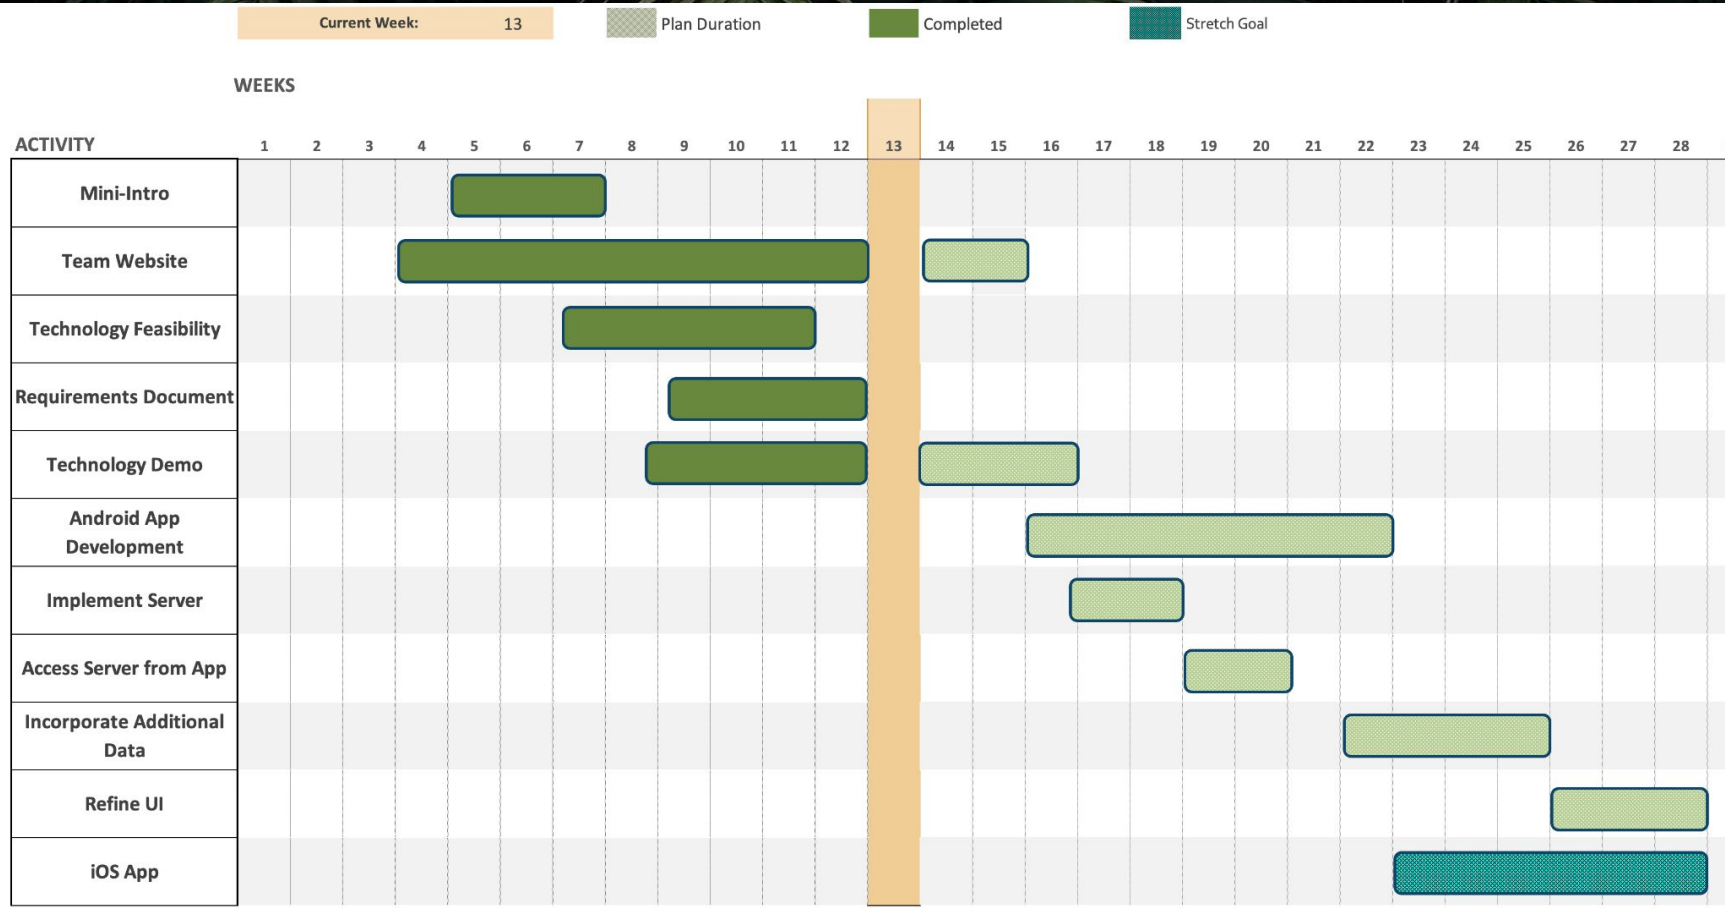 Current Week: 13 Plan Duration Completed Stretch Goal
WEEKS
ACTIVITY 1 2 3 4 5 6 7 8 9 10 11 12 13 14 15 16 17 18 19 20 21 22 23 24 25 26 27 28
Mini-Intro
Team Website
Technology Feasibility
Requirements Document
Technology Demo
Android App
Development
Implement Server
Access Server from App
Incorporate Additional
Data
Refine UI
iOS App